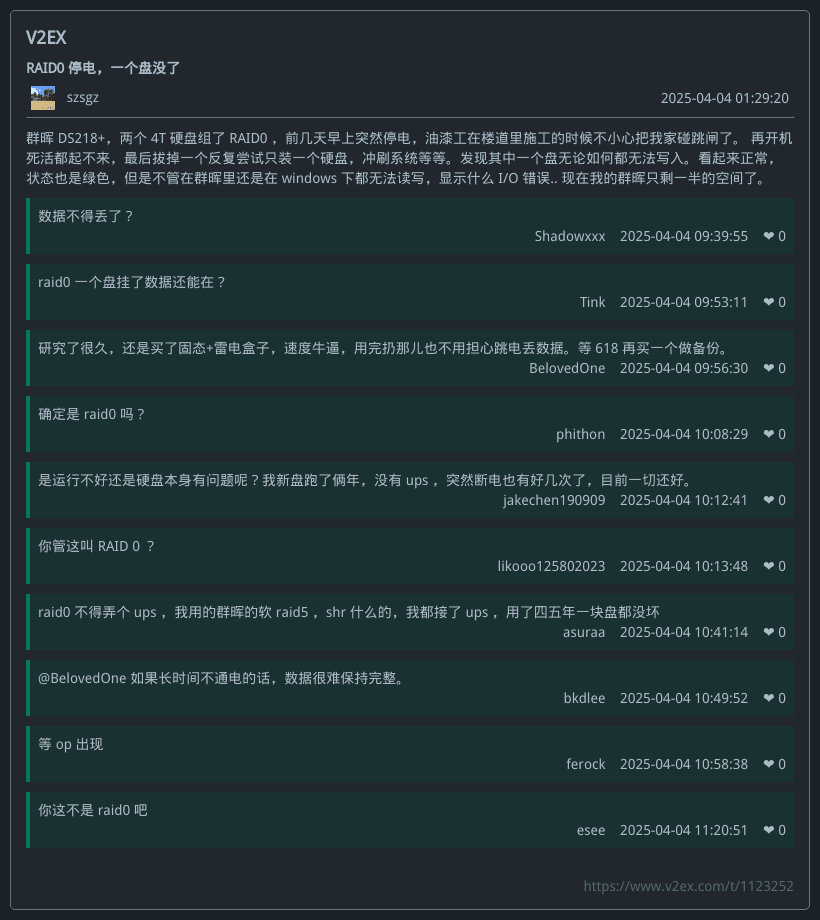 V2EX
RAID0 停电，一个盘没了
szsgz 2025-04-04 01:29:20
群晖 DS218+，两个 4T 硬盘组了 RAID0 ，前几天早上突然停电，油漆工在楼道里施工的时候不小心把我家碰跳闸了。 再开机
死活都起不来，最后拔掉一个反复尝试只装一个硬盘，冲刷系统等等。发现其中一个盘无论如何都无法写入。看起来正常，
状态也是绿色，但是不管在群晖里还是在 windows 下都无法读写，显示什么 I/O 错误.. 现在我的群晖只剩一半的空间了。
数据不得丢了？
Shadowxxx 2025-04-04 09:39:55 ❤ 0
raid0 一个盘挂了数据还能在？
Tink 2025-04-04 09:53:11 ❤ 0
研究了很久，还是买了固态+雷电盒子，速度牛逼，用完扔那儿也不用担心跳电丢数据。等 618 再买一个做备份。
BelovedOne 2025-04-04 09:56:30 ❤ 0
确定是 raid0 吗？
phithon 2025-04-04 10:08:29 ❤ 0
是运行不好还是硬盘本身有问题呢？我新盘跑了俩年，没有 ups ，突然断电也有好几次了，目前一切还好。
jakechen190909 2025-04-04 10:12:41 ❤ 0
你管这叫 RAID 0 ？
likooo125802023 2025-04-04 10:13:48 ❤ 0
raid0 不得弄个 ups ，我用的群晖的软 raid5 ，shr 什么的，我都接了 ups ，用了四五年一块盘都没坏
asuraa 2025-04-04 10:41:14 ❤ 0
@BelovedOne 如果长时间不通电的话，数据很难保持完整。
bkdlee 2025-04-04 10:49:52 ❤ 0
等 op 出现
ferock 2025-04-04 10:58:38 ❤ 0
你这不是 raid0 吧
esee 2025-04-04 11:20:51 ❤ 0
https://www.v2ex.com/t/1123252